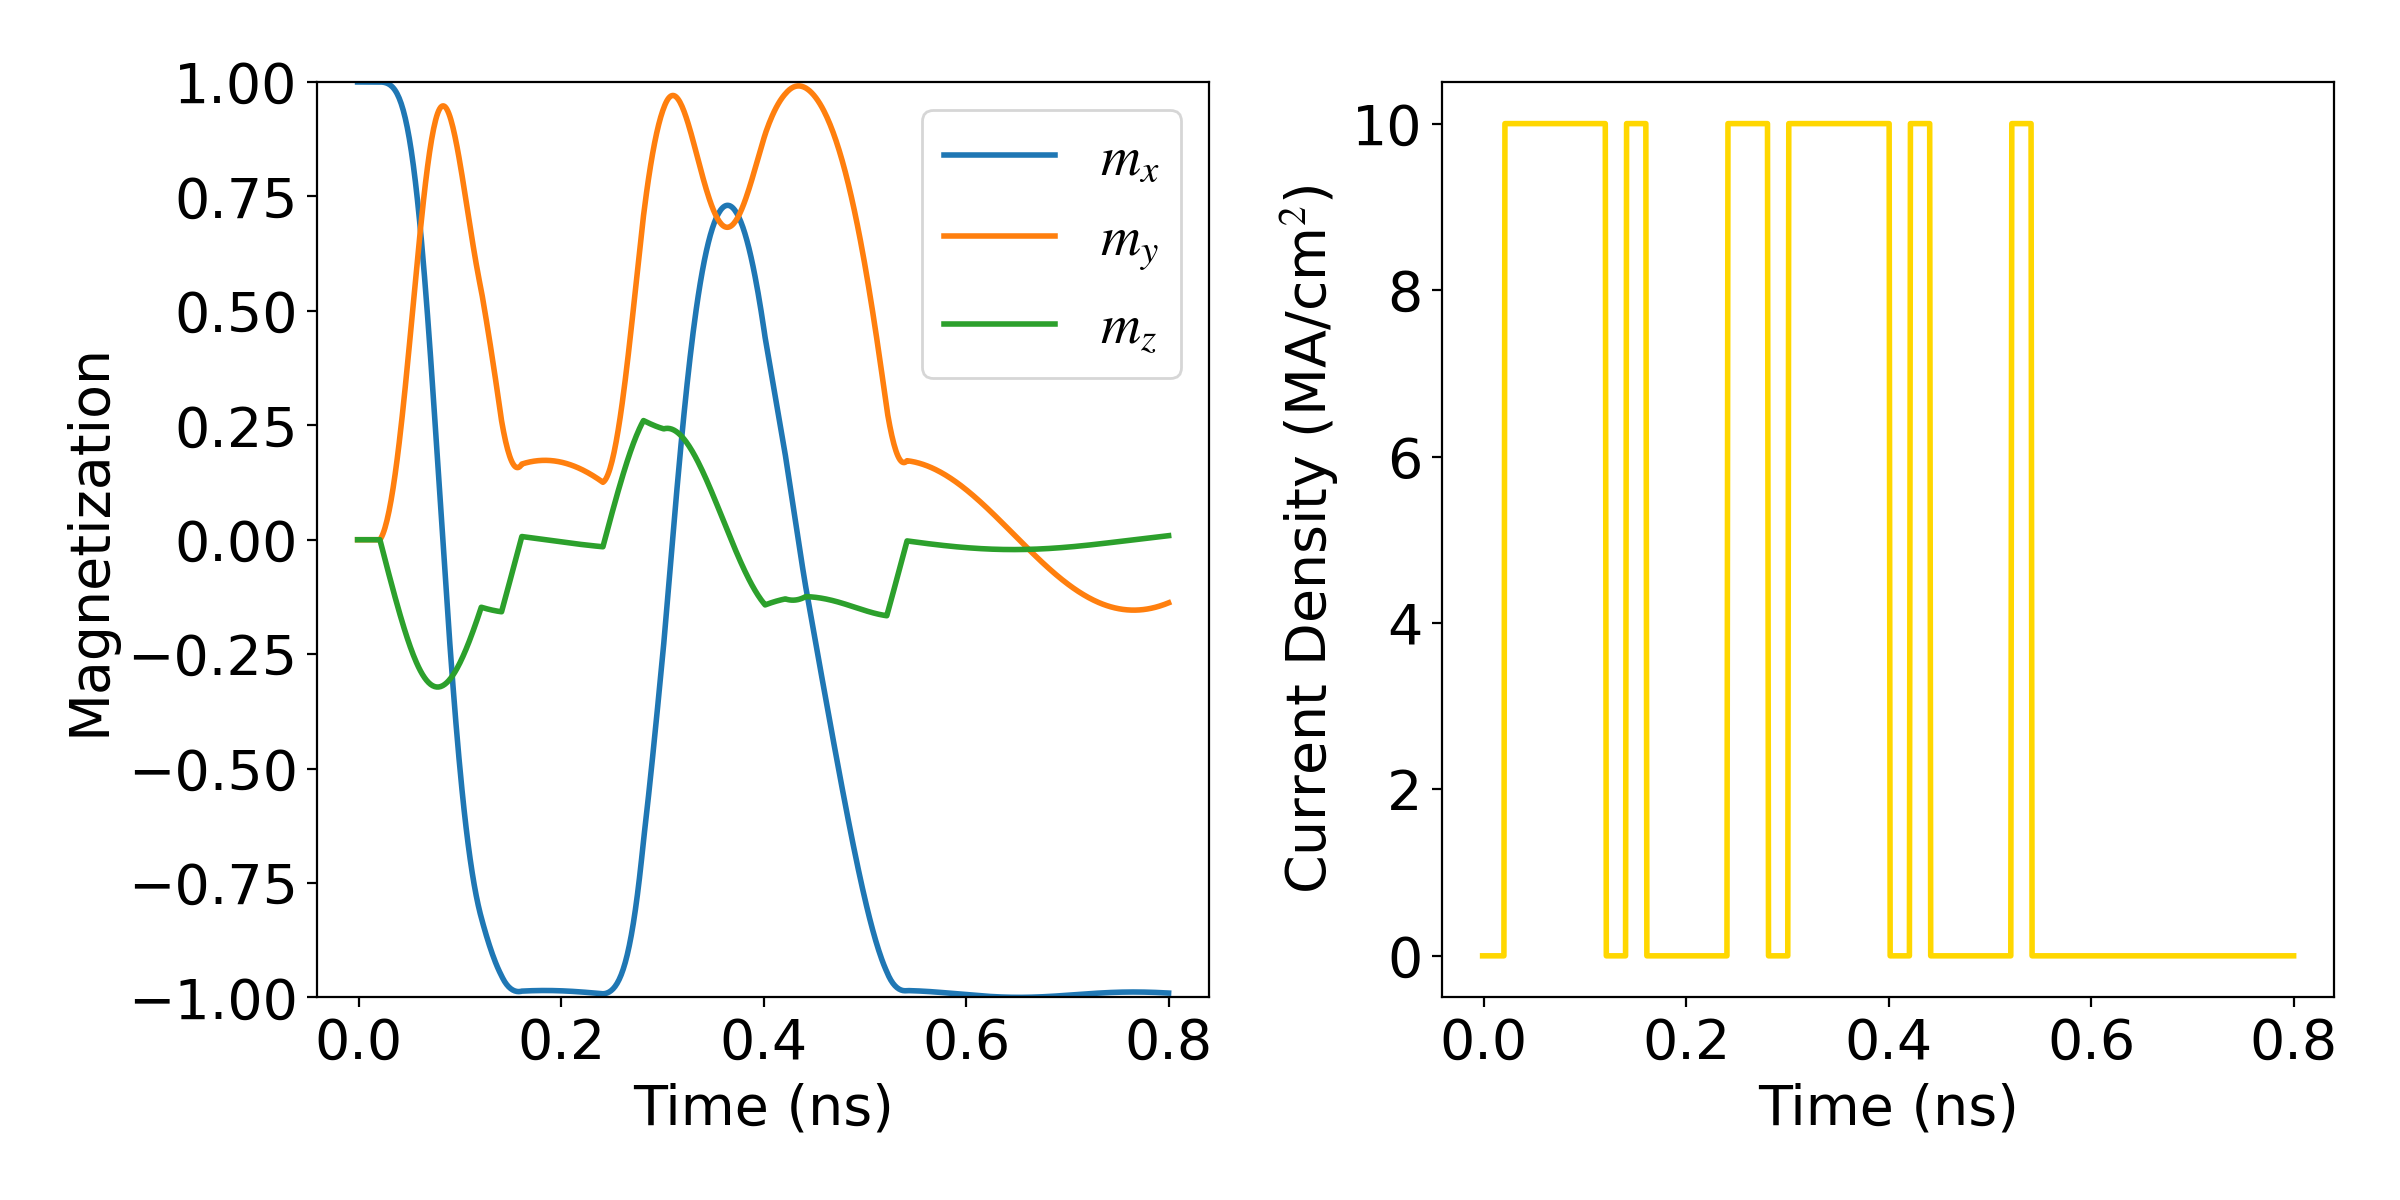 Magnetization
1.00
0.75
0.50
0.25
0.00
−0.25
−0.50
−0.75
−1.00
0.0 0.2 0.4 0.6 0.8
Time (ns)
m_x
m_y
m_z
Current Density (MA/cm²)
10
8
6
4
2
0
0.0 0.2 0.4 0.6 0.8
Time (ns)